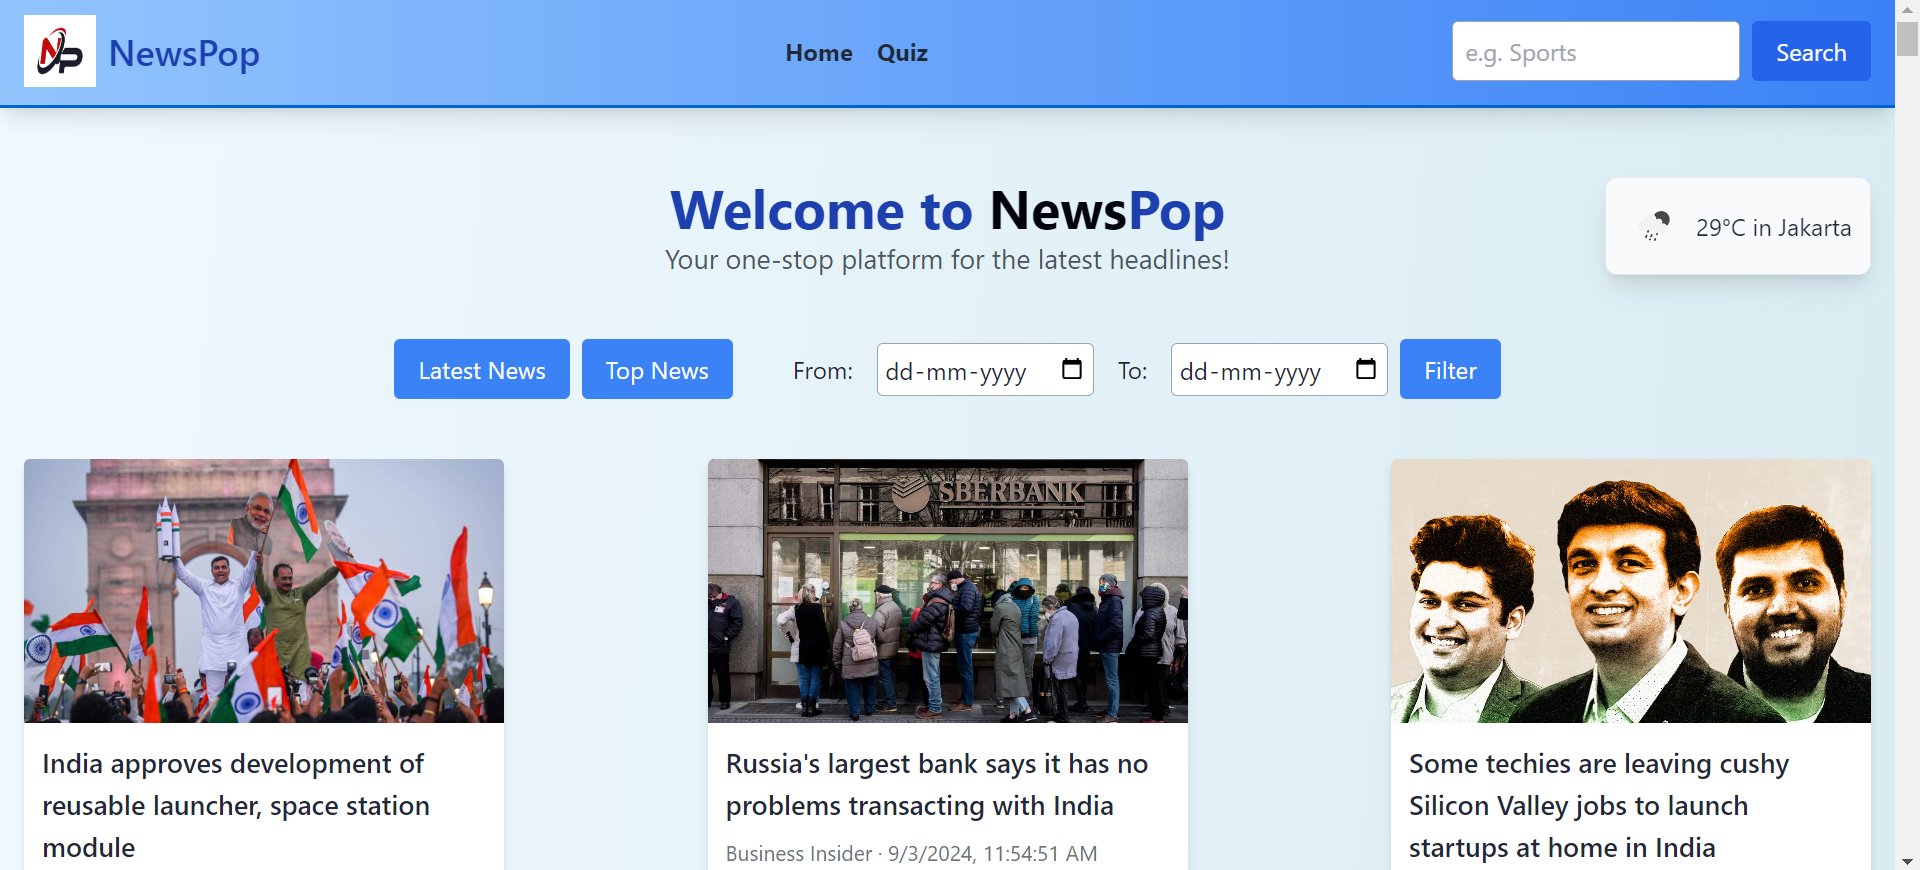 NP
NewsPop
Home
Quiz
e.g. Sports
Search
Welcome to NewsPop
Your one-stop platform for the latest headlines!
29°C in Jakarta
Latest News
Top News
From:
dd-mm-yyyy
To:
dd-mm-yyyy
Filter
SBERBANK
India approves development of
reusable launcher, space station
module
Russia's largest bank says it has no
problems transacting with India
Business Insider · 9/3/2024, 11:54:51 AM
Some techies are leaving cushy
Silicon Valley jobs to launch
startups at home in India